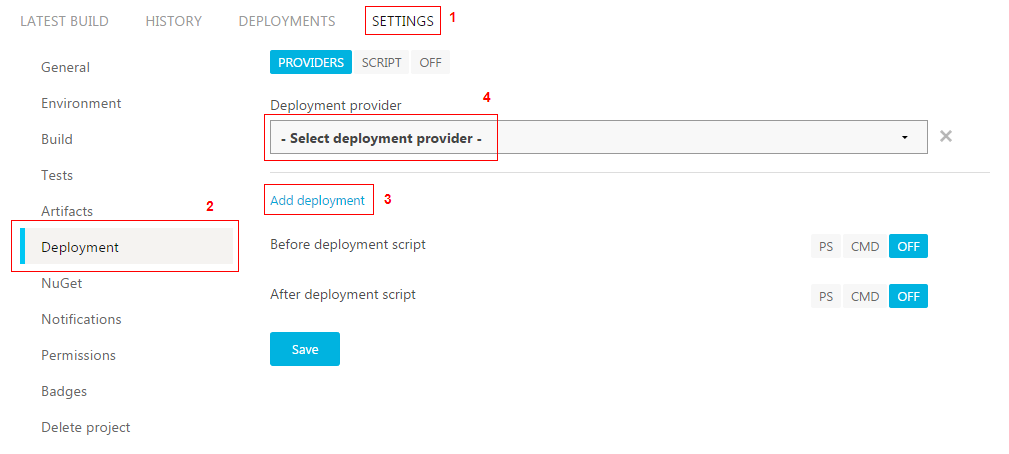 LATEST BUILD HISTORY DEPLOYMENTS SETTINGS 1
General
Environment
Build
Tests
Artifacts
2
Deployment
NuGet
Notifications
Permissions
Badges
Delete project
PROVIDERS SCRIPT OFF
Deployment provider 4
- Select deployment provider -
Add deployment 3
Before deployment script PS CMD OFF
After deployment script PS CMD OFF
Save